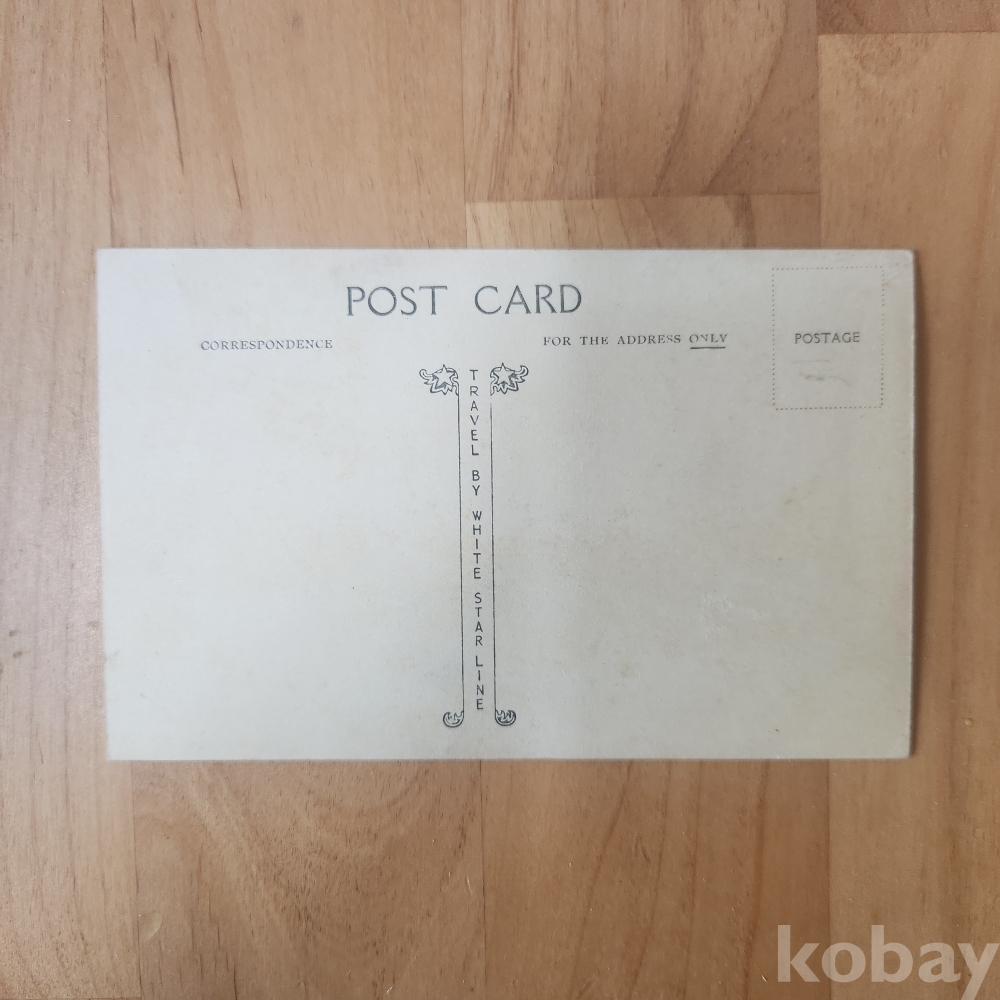 POST CARD
CORRESPONDENCE
FOR THE ADDRESS ONLY
POSTAGE
TRAVEL BY WHITE STAR LINE
kobay